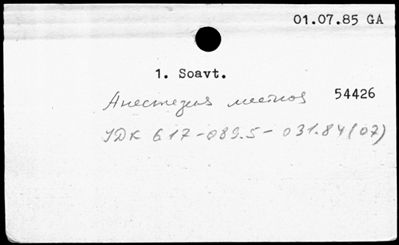 01.07.85 GA
1. Soavt.
Анестезия местная 54426
УДК 617-089.5-031.84(07)